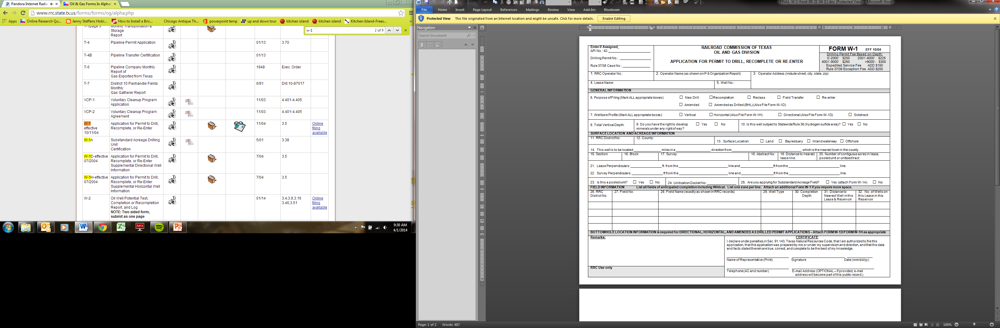 Pandora Internet Radio
Oil & Gas Forms In Alphab
www.rrc.state.tx.us/forms/forms/og/alpha.php
Apps
Online Research Qu...
Jenny Steffens Hobi...
How to Install a Bric...
Chicago Antique Th...
powerpoint temp
up and down tour
kitchen island
kitchen island
Kitchen-Island-Frees...
w-1
2 of 9
T-1page 3 Monthly Transportation &
Storage
Report
T-4 Pipeline Permit Application 01/13 3.70
T-4B Pipeline Transfer Certification 01/13
T-6 Pipeline Company Monthly 1948 Exec. Order
Report of
Gas Exported from Texas
T-7 District 10 Panhandle Fields 6/91 Dkt.10-87017
Monthly
Gas Gatherer Report
VCP-1 Voluntary Cleanup Program 11/03 4.401-4.405
Application
VCP-2 Voluntary Cleanup Program 11/03 4.401-4.405
Agreement
W-1 Application for Permit to Drill, 11/04 3.5 Online
effective Recomplete, or Re-Enter filing
10/11/04 available
W-1A Substandard Acreage Drilling 5/01 3.38
Unit
Certification
W-1D-effective Application for Permit to Drill, 7/04 3.5
07/2004 Recomplete, or Re-Enter
Supplemental Directional Well
Information
W-1H-effective Application for Permit to Drill, 7/04 3.5
07/2004 Recomplete, or Re-Enter
Supplemental Horizontal Well
Information
W-2 Oil Well Potential Test, 01/14 3.4,3.9,3.16 Online
Completion or Recompletion 3.46,3.51 filing
Report, and Log available
NOTE: Two sided form,
submit as one page
Juris
9:30 AM
4/1/2014
FINAL-W-1-front-09-21-04 (1).doc (Protected View) - Microsoft Word
File Home Insert Page Layout References Mailings Review View Add-Ins Bluebeam
Protected View This file originated from an Internet location and might be unsafe. Click for more details. Enable Editing
Navigation
Search Document
Enter if Assigned:
API No.: 42-
Drilling Permit No.:
Rule 37/38 Case No.:
RAILROAD COMMISSION OF TEXAS
OIL AND GAS DIVISION
APPLICATION FOR PERMIT TO DRILL, RECOMPLETE OR RE-ENTER
FORM W-1 EFF 10/04
Drilling Permit Fee Based on Depth:
0'-2000' $200 2001'-4000' $225
4001'-9000' $250 >9000'- $300
Expedited Service Fee ADD $150
Rule 37/38 Exception Fee ADD $200
1. RRC Operator No.: 2. Operator Name (as shown on P-5 Organization Report): 3. Operator Address (include street, city, state, zip):
4. Lease Name: 5. Well No.:
GENERAL INFORMATION
6. Purpose of Filing (Mark ALL appropriate boxes): ☐ New Drill ☐ Recompletion ☐ Reclass ☐ Field Transfer ☐ Re-enter
☐ Amended ☐ Amended as Drilled (BHL) (Also File Form W-1D)
7. Wellbore Profile (Mark ALL appropriate boxes): ☐ Vertical ☐ Horizontal (Also File Form W-1H) ☐ Directional (Also File Form W-1D) ☐ Sidetrack
8. Total Vertical Depth: 9. Do you have the right to develop ☐ Yes ☐ No 10. Is this well subject to Statewide Rule 36 (hydrogen sulfide area)? ☐ Yes ☐ No
minerals under any right of way?
SURFACE LOCATION AND ACREAGE INFORMATION
11. RRC District No: 12. County: 13. Surface Location: ☐ Land ☐ Bay/estuary ☐ Inland waterway ☐ Offshore
14. This well is to be located miles in a direction from , which is the nearest town in the county.
15. Section: 16. Block: 17. Survey: 18. Abstract No: 19. Distance to nearest 20. Number of contiguous acres in lease,
lease line: pooled unit or unitized tract:
21. Lease Perpendiculars: ft. from the line and ft from the line.
22. Survey Perpendiculars: ft from the line and ft from the line.
23. Is this a pooled unit? ☐ Yes ☐ No 24. Unitization Docket No: 25. Are you applying for Substandard Acreage Field? ☐ Yes (attach Form W-1A) ☐ No
FIELD INFORMATION List all fields of anticipated completion including Wildcat. List one zone per line. Attach an additional Form W-1 if you require more space.
26. RRC 27. Field No: 28. Field Name (exactly as shown in RRC records) 29. Well Type 30. Completion 31. Distance to 32. No. of Wells on
District No. Depth Nearest Well in this this Lease in this
Lease & Reservoir Reservoir
BOTTOMHOLE LOCATION INFORMATION is required for DIRECTIONAL, HORIZONTAL, AND AMENDED AS DRILLED PERMIT APPLICATIONS – Attach FORM W-1D/FORM W-1H as appropriate
Remarks:
CERTIFICATE:
I declare under penalties in Sec. 91.143, Texas Natural Resources Code, that I am authorized to file this
application, that this application was prepared by me or under my supervision and direction, and that the data
and facts stated therein are true, correct, and complete to be the best of my knowledge.
Name of Representative (Print) Signature Date (mm/dd/yy)
RRC Use only
Telephone (AC and number) E-mail Address (OPTIONAL – If provided, e-mail
address will become part of this public record.)
Page: 1 of 2 Words: 487
100%